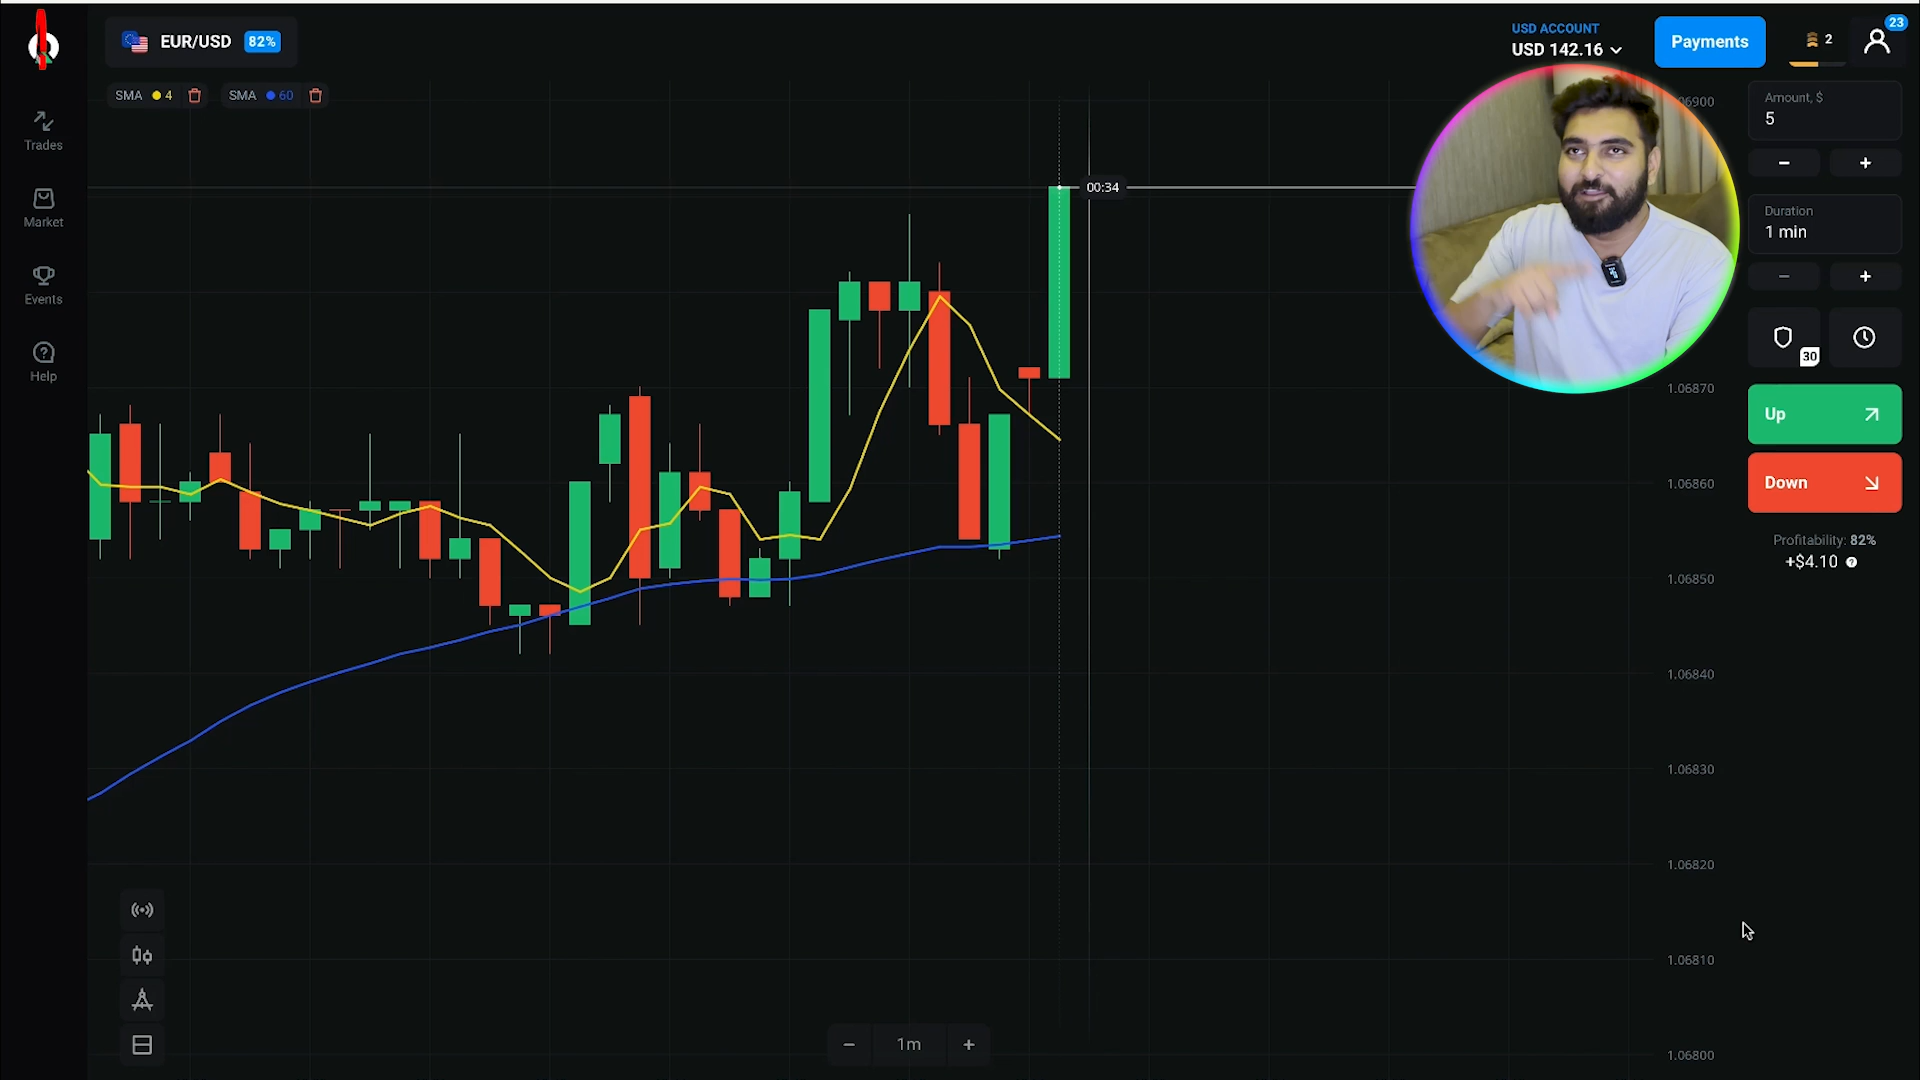 EUR/USD 82%
USD ACCOUNT
USD 142.16
Payments
2
23
SMA 4
SMA 60
Trades
Market
Events
Help
00:34
Amount, $
5
Duration
1 min
30
Up
Down
Profitability: 82%
+$4.10
06900
1.06870
1.06860
1.06850
1.06840
1.06830
1.06820
1.06810
1.06800
1m